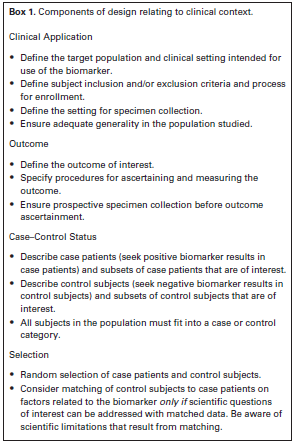 Box 1. Components of design relating to clinical context.
Clinical Application
• Define the target population and clinical setting intended for
use of the biomarker.
• Define subject inclusion and/or exclusion criteria and process
for enrollment.
• Define the setting for specimen collection.
• Ensure adequate generality in the population studied.
Outcome
• Define the outcome of interest.
• Specify procedures for ascertaining and measuring the
outcome.
• Ensure prospective specimen collection before outcome
ascertainment.
Case–Control Status
• Describe case patients (seek positive biomarker results in
case patients) and subsets of case patients that are of interest.
• Describe control subjects (seek negative biomarker results in
control subjects) and subsets of control subjects that are of
interest.
• All subjects in the population must fit into a case or control
category.
Selection
• Random selection of case patients and control subjects.
• Consider matching of control subjects to case patients on
factors related to the biomarker only if scientific questions
of interest can be addressed with matched data. Be aware of
scientific limitations that result from matching.